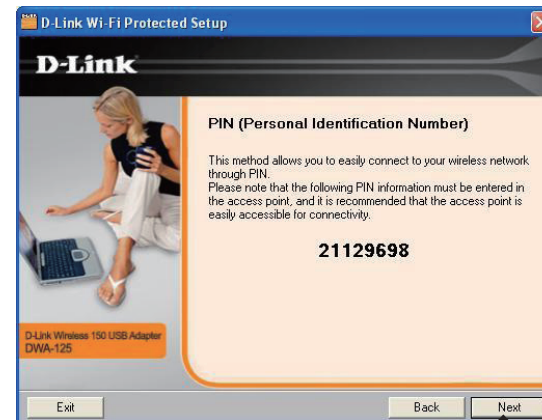 D-Link Wi-Fi Protected Setup
D-Link
PIN (Personal Identification Number)
This method allows you to easily connect to your wireless network
through PIN.
Please note that the following PIN information must be entered in
the access point, and it is recommended that the access point is
easily accessible for connectivity.
21129698
D-Link Wireless 150 USB Adapter
DWA-125
Exit
Back
Next